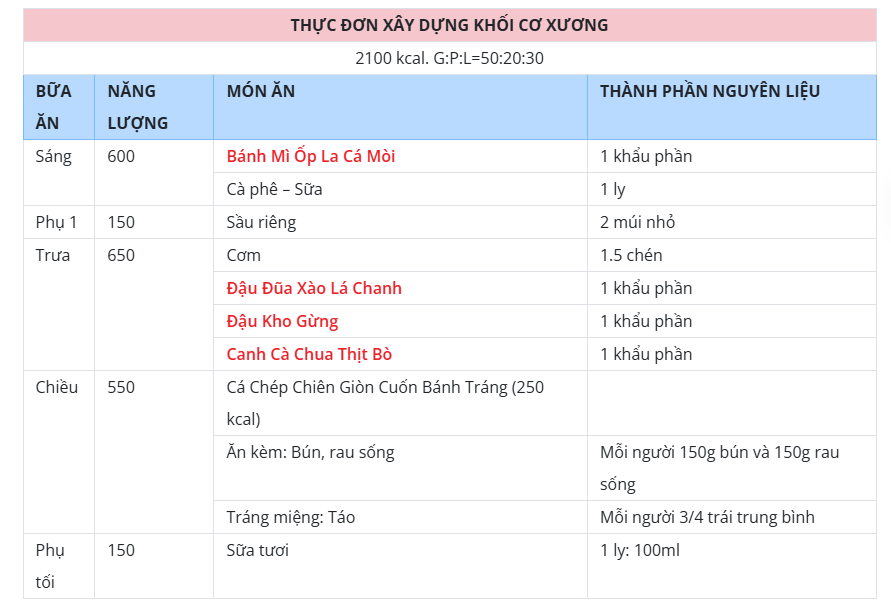 THỰC ĐƠN XÂY DỰNG KHỐI CƠ XƯƠNG
2100 kcal. G:P:L=50:20:30
BỮA ĂN NĂNG LƯỢNG MÓN ĂN THÀNH PHẦN NGUYÊN LIỆU
Sáng 600 Bánh Mì Ốp La Cá Mòi 1 khẩu phần
Cà phê – Sữa 1 ly
Phụ 1 150 Sầu riêng 2 múi nhỏ
Trưa 650 Cơm 1.5 chén
Đậu Đũa Xào Lá Chanh 1 khẩu phần
Đậu Kho Gừng 1 khẩu phần
Canh Cà Chua Thịt Bò 1 khẩu phần
Chiều 550 Cá Chép Chiên Giòn Cuốn Bánh Tráng (250
kcal)
Ăn kèm: Bún, rau sống Mỗi người 150g bún và 150g rau
sống
Tráng miệng: Táo Mỗi người 3/4 trái trung bình
Phụ tối 150 Sữa tươi 1 ly: 100ml